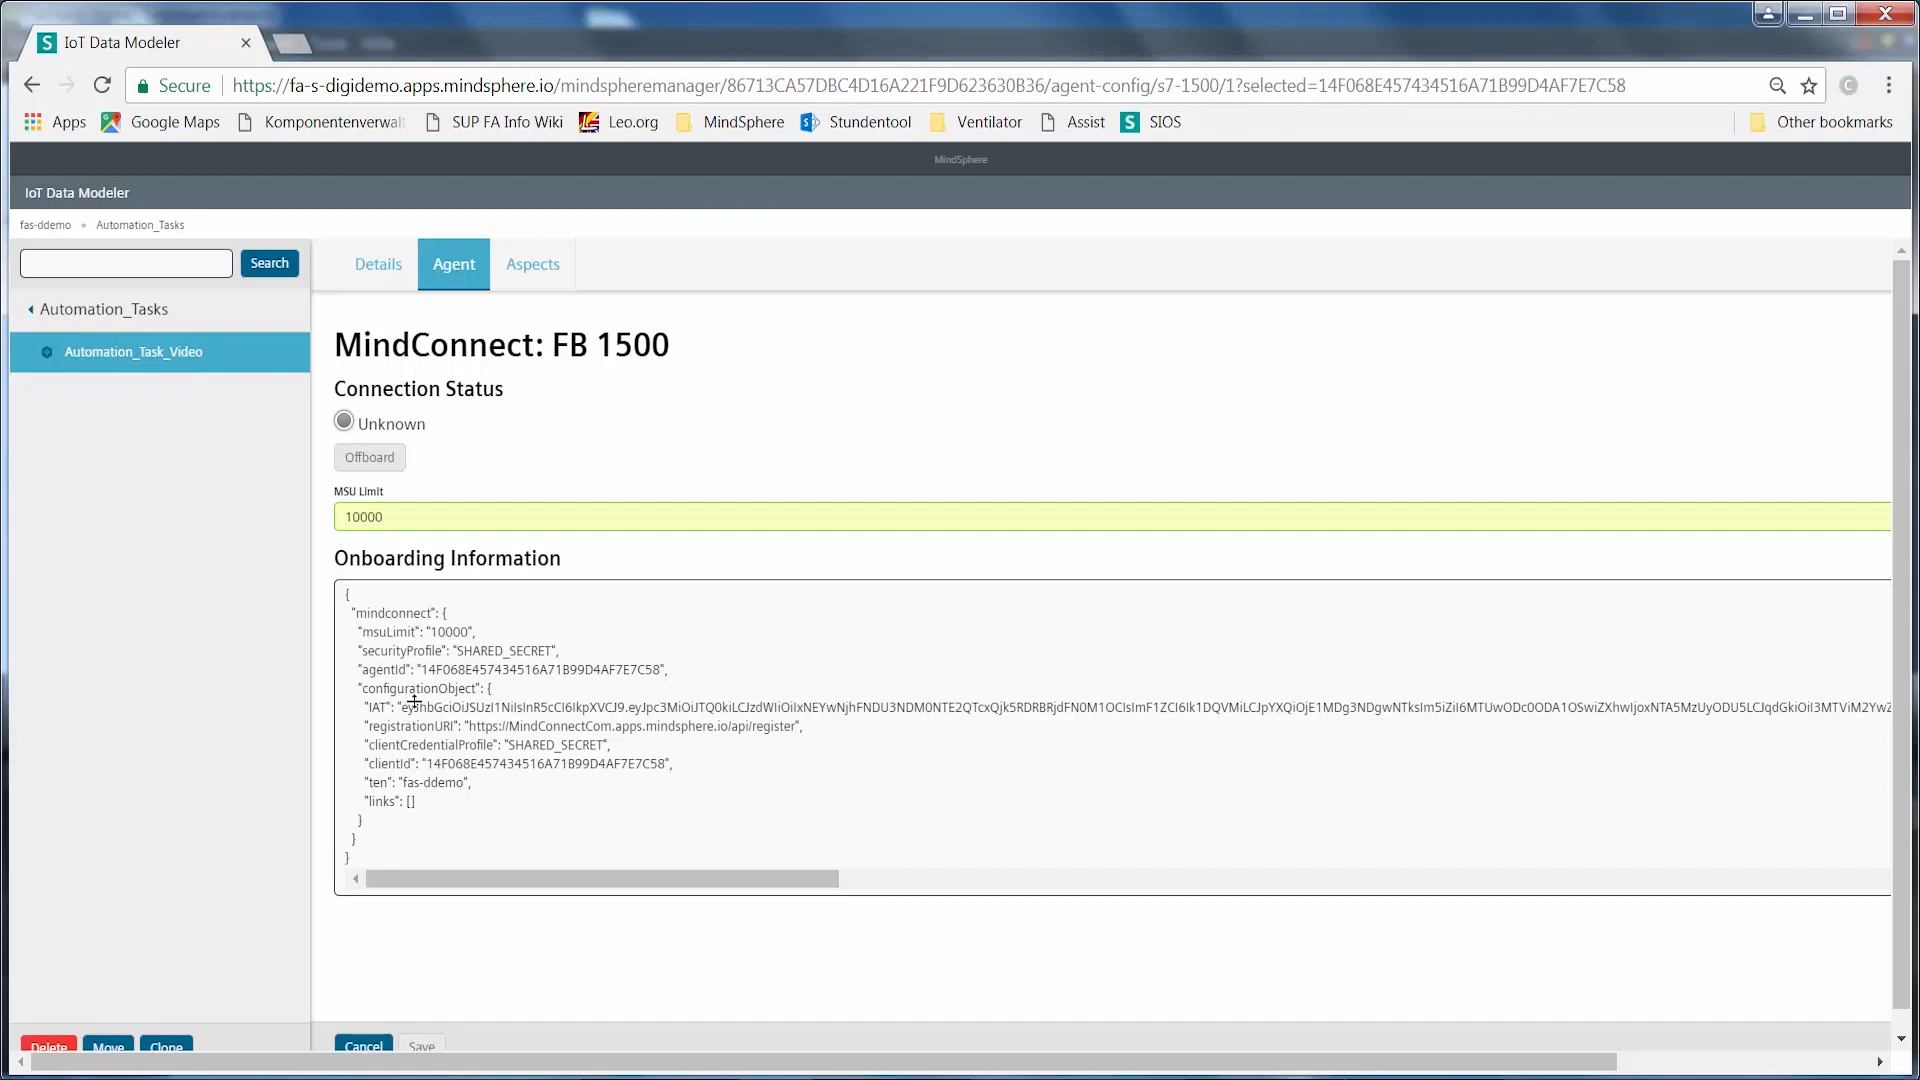 IoT Data Modeler
Secure
https://fa-s-digidemo.apps.mindsphere.io/mindspheremanager/86713CA57DBC4D16A221F9D623630B36/agent-config/s7-1500/1?selected=14F068E457434516A71B99D4AF7E7C58
Apps
Google Maps
Komponentenverwalt
SUP FA Info Wiki
Leo.org
MindSphere
Stundentool
Ventilator
Assist
SIOS
Other bookmarks
MindSphere
IoT Data Modeler
fas-ddemo » Automation_Tasks
Search
Details
Agent
Aspects
Automation_Tasks
Automation_Task_Video
MindConnect: FB 1500
Connection Status
Unknown
Offboard
MSU Limit
10000
Onboarding Information
{
"mindconnect": {
"msuLimit": "10000",
"securityProfile": "SHARED_SECRET",
"agentId": "14F068E457434516A71B99D4AF7E7C58",
"configurationObject": {
"IAT":
"registrationURI": "https://MindConnectCom.apps.mindsphere.io/api/register",
"clientCredentialProfile": "SHARED_SECRET",
"clientId": "14F068E457434516A71B99D4AF7E7C58",
"ten": "fas-ddemo",
"links": []
}
}
}
Delete
Move
Clone
Cancel
Save